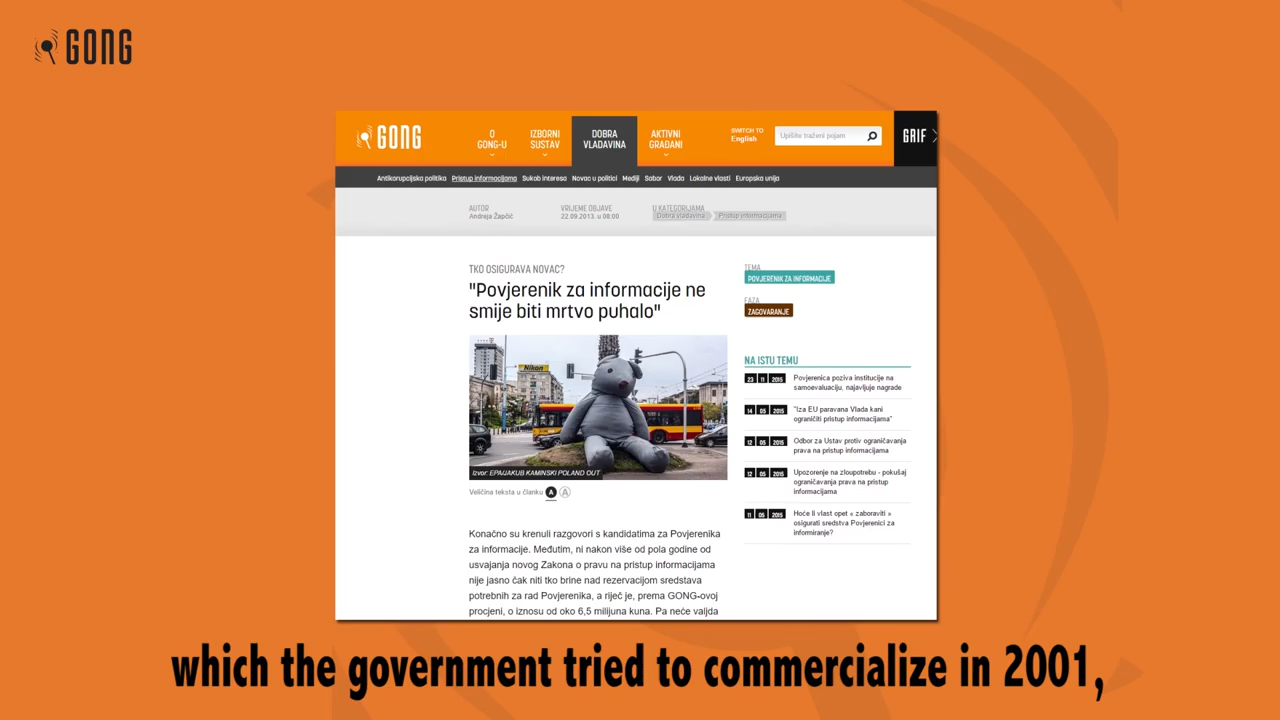 GONG
GONG
O GONG-U
IZBORNI SUSTAV
DOBRA VLADAVINA
AKTIVNI GRAĐANI
SWITCH TO
English
Upišite traženi pojam
GRIF
Antikorupcijska politika Pristup informacijama Sukob interesa Novac u politici Mediji Sabor Vlada Lokalne vlasti Europska unija
AUTOR
Andreja Žapčić
VRIJEME OBJAVE
22.09.2013. u 08:00
U KATEGORIJAMA
Dobra vladavina
Pristup informacijama
TKO OSIGURAVA NOVAC?
"Povjerenik za informacije ne
smije biti mrtvo puhalo"
Nikon
Izvor: EPA/JAKUB KAMINSKI POLAND OUT
Veličina teksta u članku A A
Konačno su krenuli razgovori s kandidatima za Povjerenika
za informacije. Međutim, ni nakon više od pola godine od
usvajanja novog Zakona o pravu na pristup informacijama
nije jasno čak niti tko brine nad rezervacijom sredstava
potrebnih za rad Povjerenika, a riječ je, prema GONG-ovoj
procjeni, o iznosu od oko 6,5 milijuna kuna. Pa neće valjda
TEMA
POVJERENIK ZA INFORMACIJE
FAZA
ZAGOVARANJE
NA ISTU TEMU
23 11 2015 Povjerenica poziva institucije na
samoevaluaciju, najavljuje nagrade
14 05 2015 "Iza EU paravana Vlada kani
ograničiti pristup informacijama"
12 05 2015 Odbor za Ustav protiv ograničavanja
prava na pristup informacijama
12 05 2015 Upozorenje na zloupotrebu - pokušaj
ograničavanja prava na pristup
informacijama
11 05 2015 Hoće li vlast opet « zaboraviti »
osigurati sredstva Povjerenici za
informiranje?
which the government tried to commercialize in 2001,